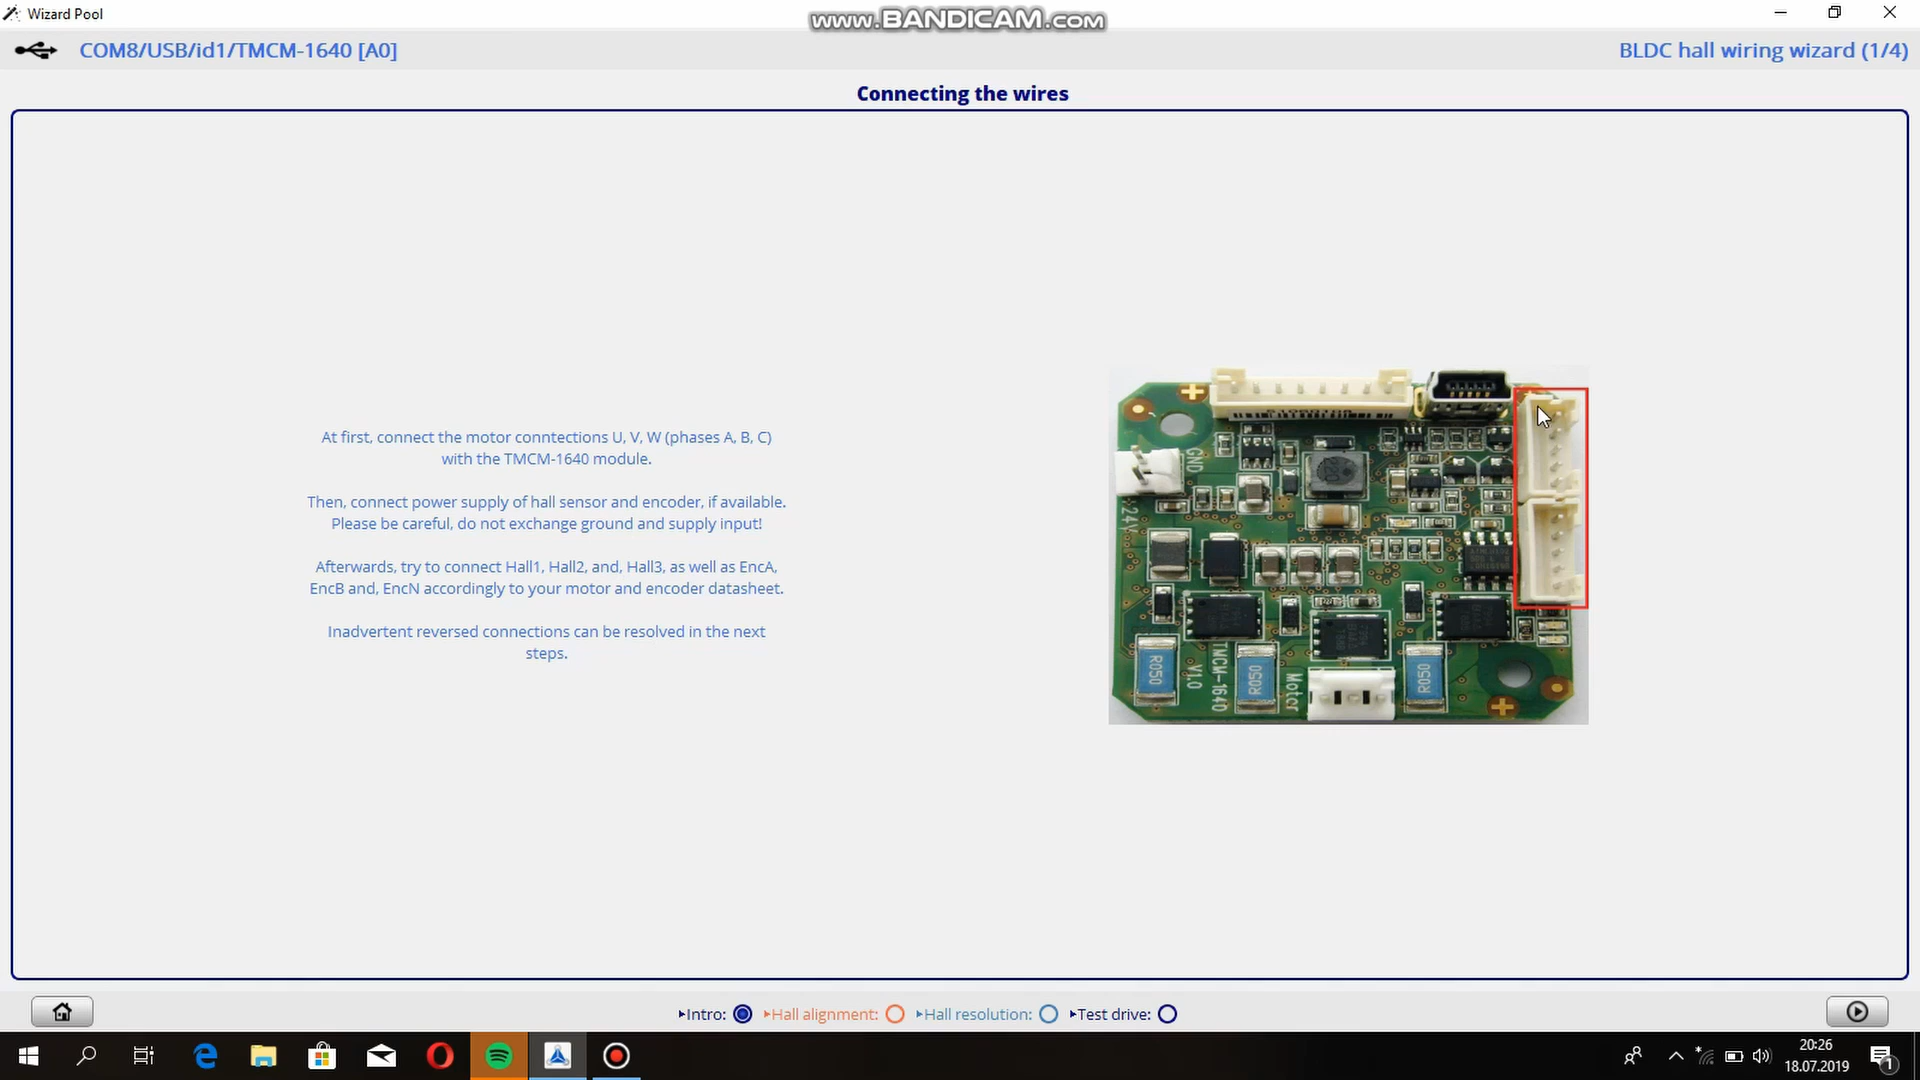 Wizard Pool
www.BANDICAM.com
COM8/USB/id1/TMCM-1640 [A0]
BLDC hall wiring wizard (1/4)
Connecting the wires
At first, connect the motor conntections U, V, W (phases A, B, C)
with the TMCM-1640 module.
Then, connect power supply of hall sensor and encoder, if available.
Please be careful, do not exchange ground and supply input!
Afterwards, try to connect Hall1, Hall2, and, Hall3, as well as EncA,
EncB and, EncN accordingly to your motor and encoder datasheet.
Inadvertent reversed connections can be resolved in the next
steps.
GND
24V
220
R050
V1.0
TMCM-1640
R050
Motor
R050
Intro:
Hall alignment:
Hall resolution:
Test drive:
20:26
18.07.2019
1